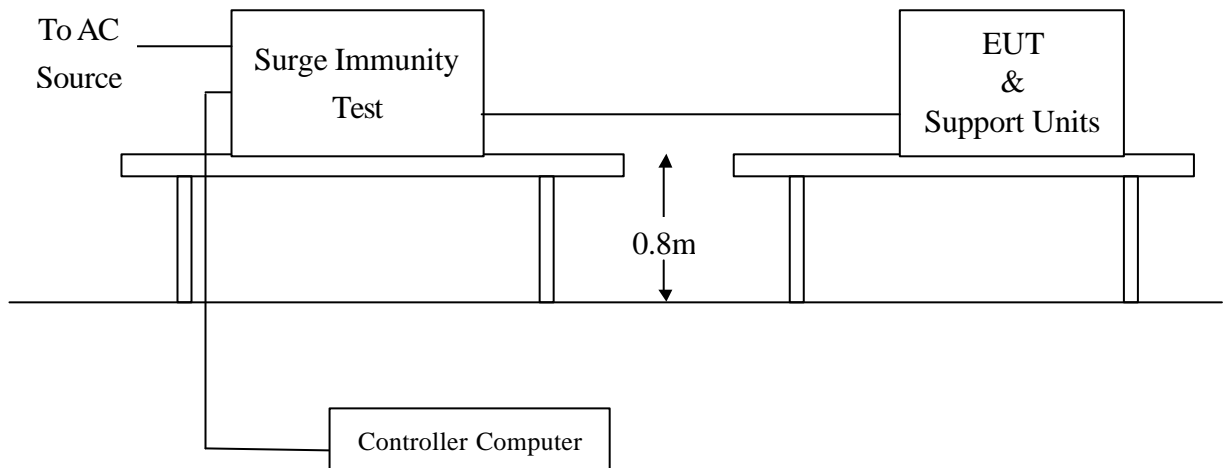 To AC
Source
Surge Immunity
Test
EUT
&
Support Units
0.8m
Controller Computer